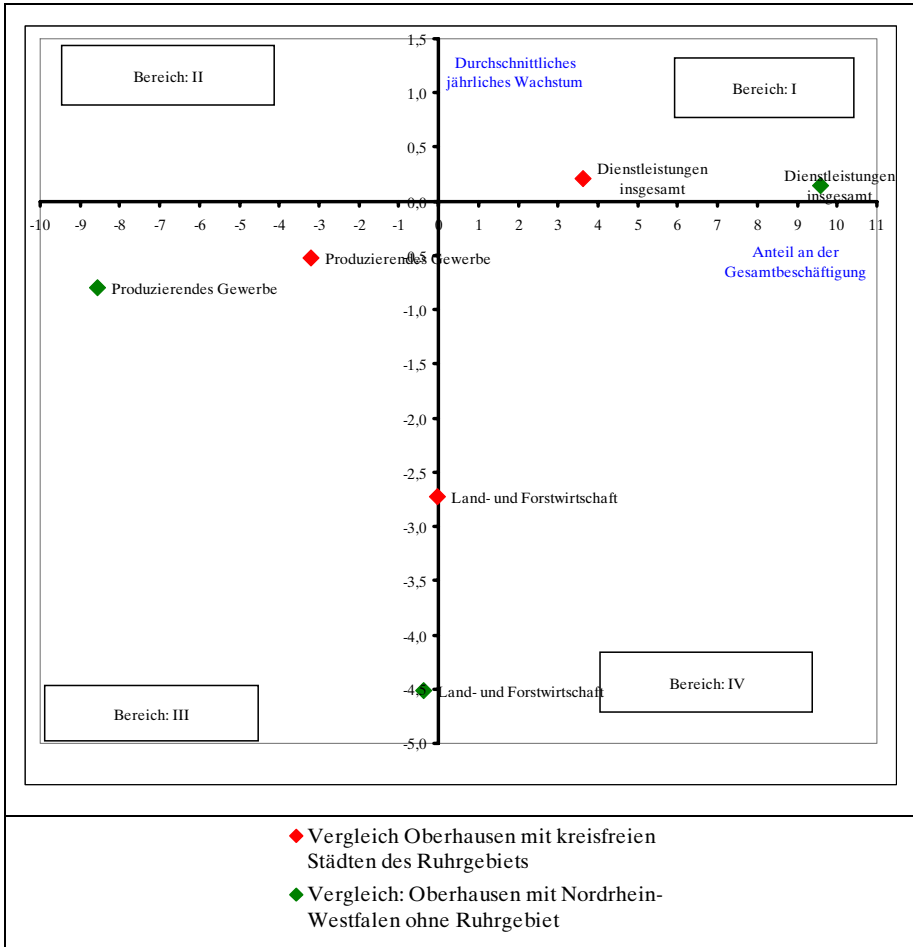 1,5
Durchschnittliches
jährliches Wachstum
Bereich: II
Bereich: I
1,0
0,5
Dienstleistungen
insgesamt
Dienstleistungen
insgesamt
0,0
-10 -9 -8 -7 -6 -5 -4 -3 -2 -1 0 1 2 3 4 5 6 7 8 9 10 11
Anteil an der
Gesamtbeschäftigung
-0,5
Produzierendes Gewerbe
Produzierendes Gewerbe
-1,0
-1,5
-2,0
-2,5
Land- und Forstwirtschaft
-3,0
-3,5
-4,0
-4,5
Land- und Forstwirtschaft
Bereich: IV
Bereich: III
-5,0
Vergleich Oberhausen mit kreisfreien
Städten des Ruhrgebiets
Vergleich: Oberhausen mit Nordrhein-
Westfalen ohne Ruhrgebiet